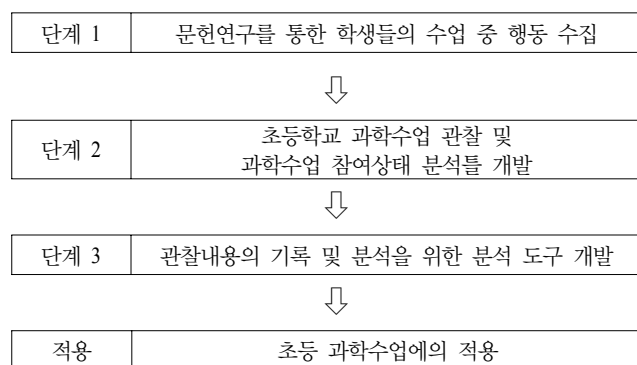 단계 1 문헌연구를 통한 학생들의 수업 중 행동 수집
단계 2 초등학교 과학수업 관찰 및
과학수업 참여상태 분석틀 개발
단계 3 관찰내용의 기록 및 분석을 위한 분석 도구 개발
적용 초등 과학수업에의 적용